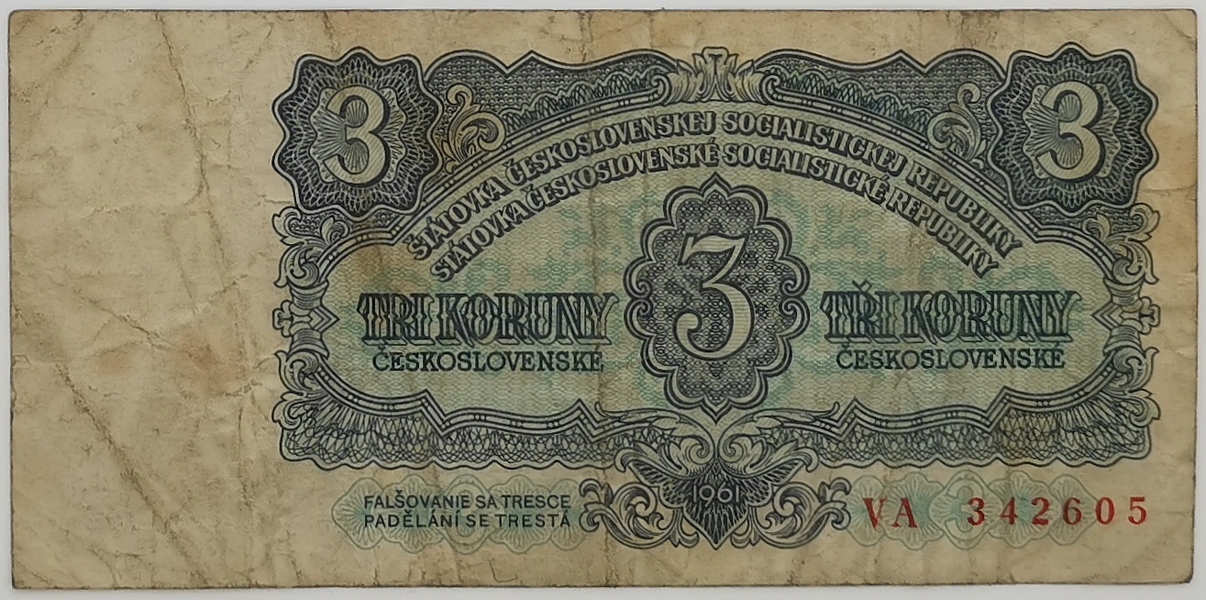 3
3
ŠTÁTOVKA ČESKOSLOVENSKEJ SOCIALISTICKEJ REPUBLIKY
STÁTOVKA ČESKOSLOVENSKÉ SOCIALISTICKÉ REPUBLIKY
TRI KORUNY
ČESKOSLOVENSKÉ
3
TŘI KORUNY
ČESKOSLOVENSKÉ
FALŠOVANIE SA TRESCE
PADĚLÁNÍ SE TRESTÁ
1961
VA 342605